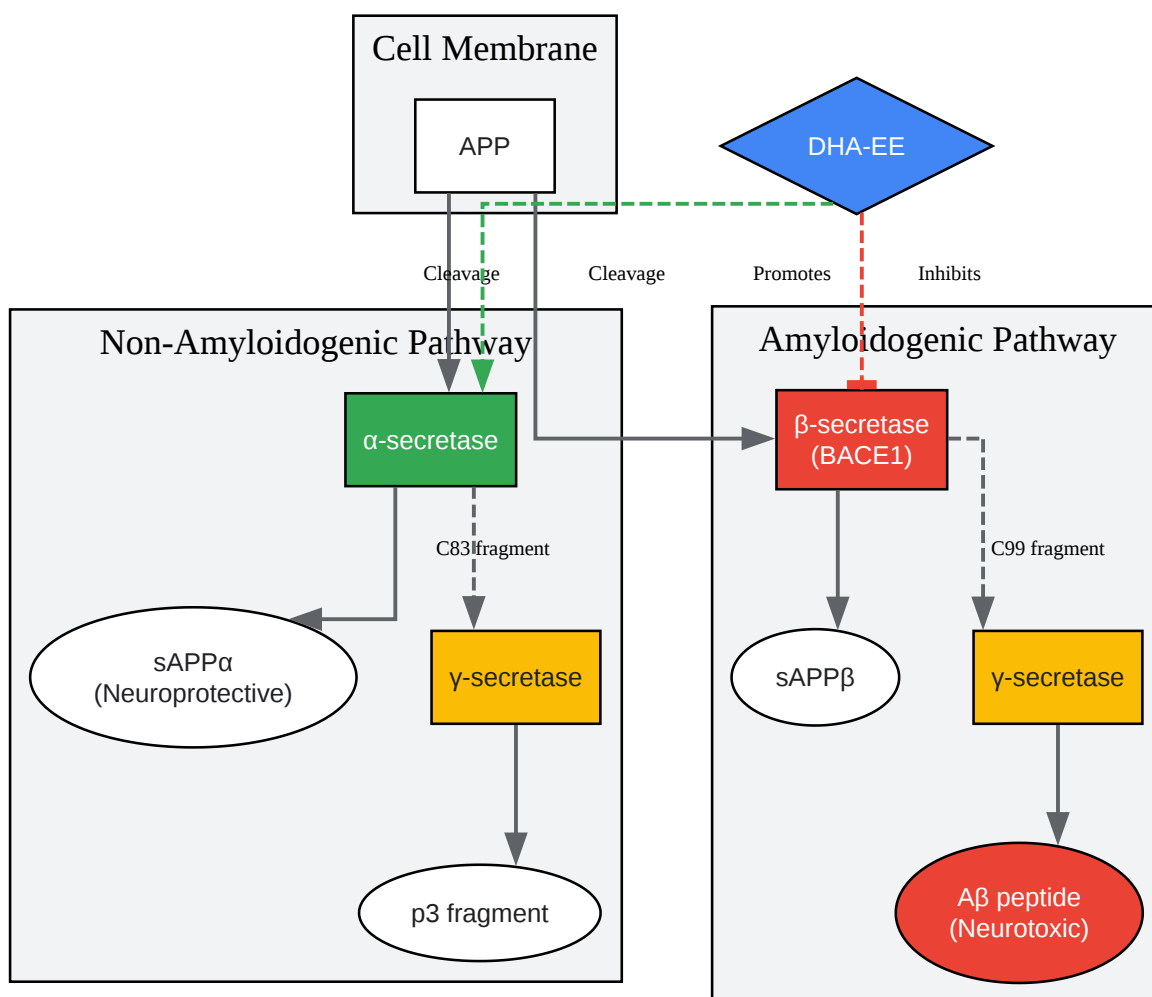 Cell Membrane
APP
DHA-EE
Cleavage
Cleavage
Promotes
Inhibits
Non-Amyloidogenic Pathway
Amyloidogenic Pathway
α-secretase
β-secretase
(BACE1)
C83 fragment
C99 fragment
sAPPα
(Neuroprotective)
γ-secretase
sAPPβ
γ-secretase
p3 fragment
Aβ peptide
(Neurotoxic)